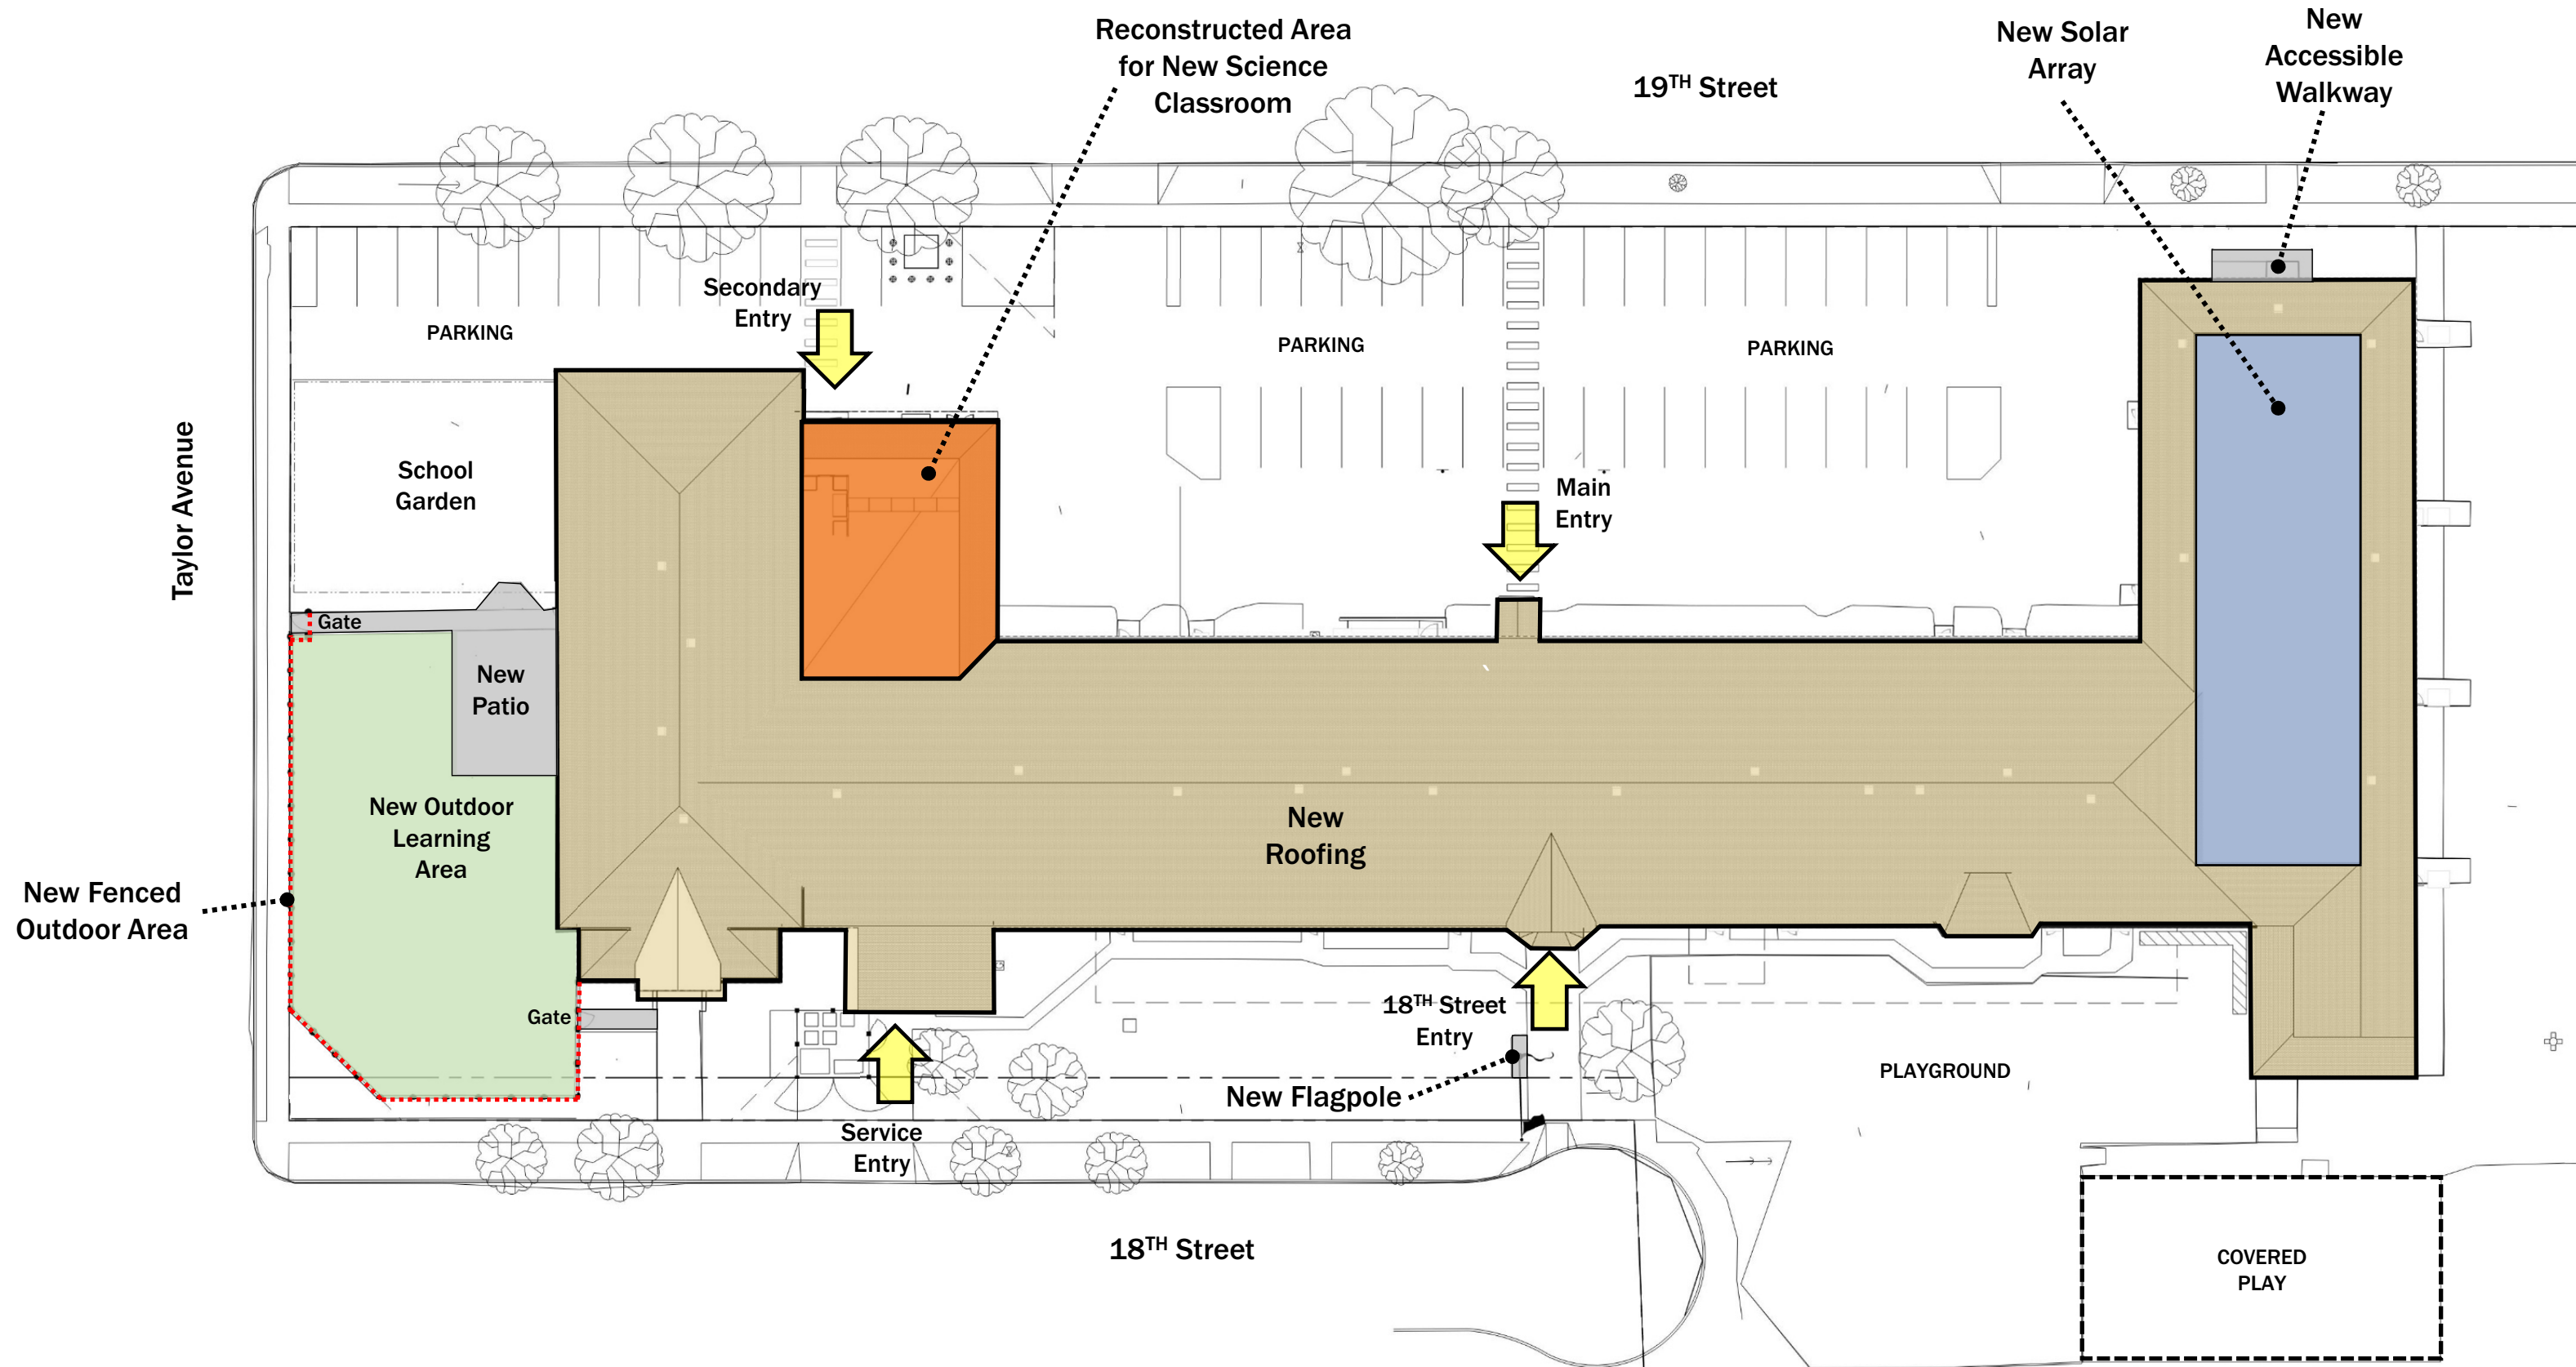 Reconstructed Area
for New Science
Classroom
19TH Street
New Solar
Array
New
Accessible
Walkway
Secondary
Entry
PARKING
PARKING
PARKING
Taylor Avenue
School
Garden
Main
Entry
Gate
New
Patio
New Outdoor
Learning
Area
New
Roofing
New Fenced
Outdoor Area
Gate
18TH Street
Entry
New Flagpole
PLAYGROUND
Service
Entry
18TH Street
COVERED
PLAY